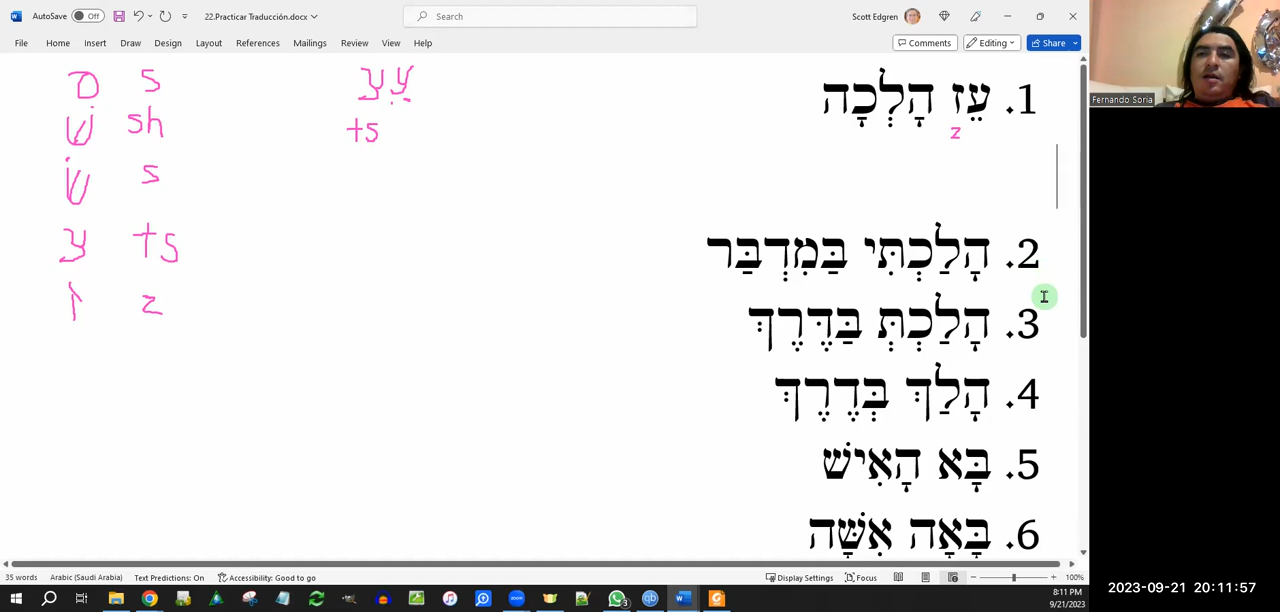 AutoSave Off 22.Practicar Traducción.docx Search Scott Edgren
File Home Insert Draw Design Layout References Mailings Review View Help Comments Editing Share
ס s
שׁ sh
שׂ s
צ ts
ז z
צ צ
ts
1. עֵז הָלְכָה
z
2. הָלַכְתִּי בַּמִּדְבַּר
3. הָלַכְתְּ בַּדֶּרֶךְ
4. הָלַךְ בְּדֶרֶךְ
5. בָּא הָאִישׁ
6. בָּאָה אִשָּׁה
Fernando Soria
35 words Arabic (Saudi Arabia) Text Predictions: On Accessibility: Good to go Display Settings Focus 100%
8:11 PM
9/21/2023
2023-09-21 20:11:57